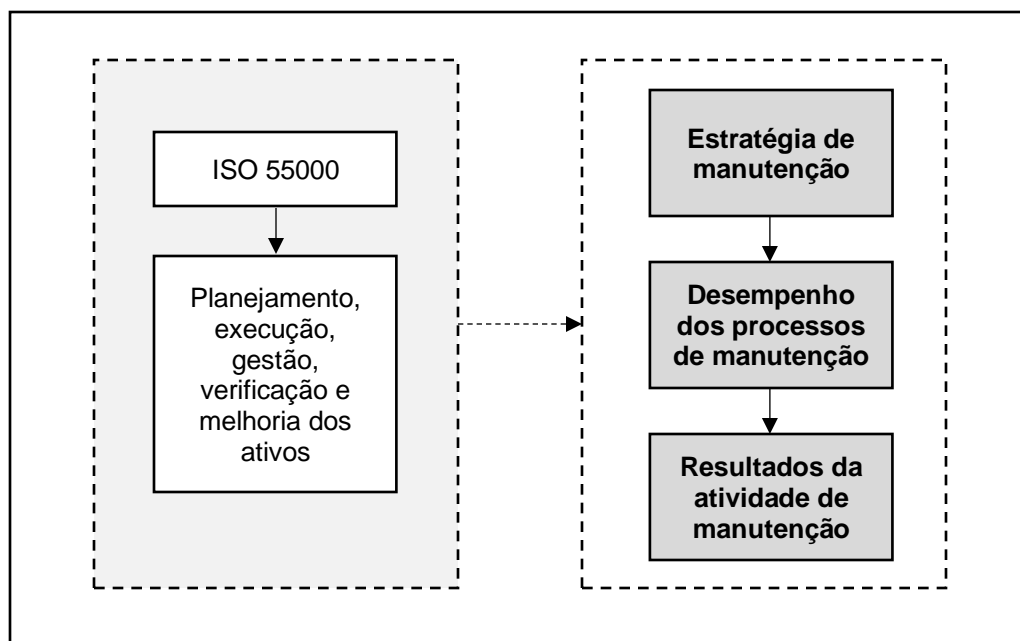 ISO 55000
Planejamento,
execução,
gestão,
verificação e
melhoria dos
ativos
Estratégia de
manutenção
Desempenho
dos processos
de manutenção
Resultados da
atividade de
manutenção